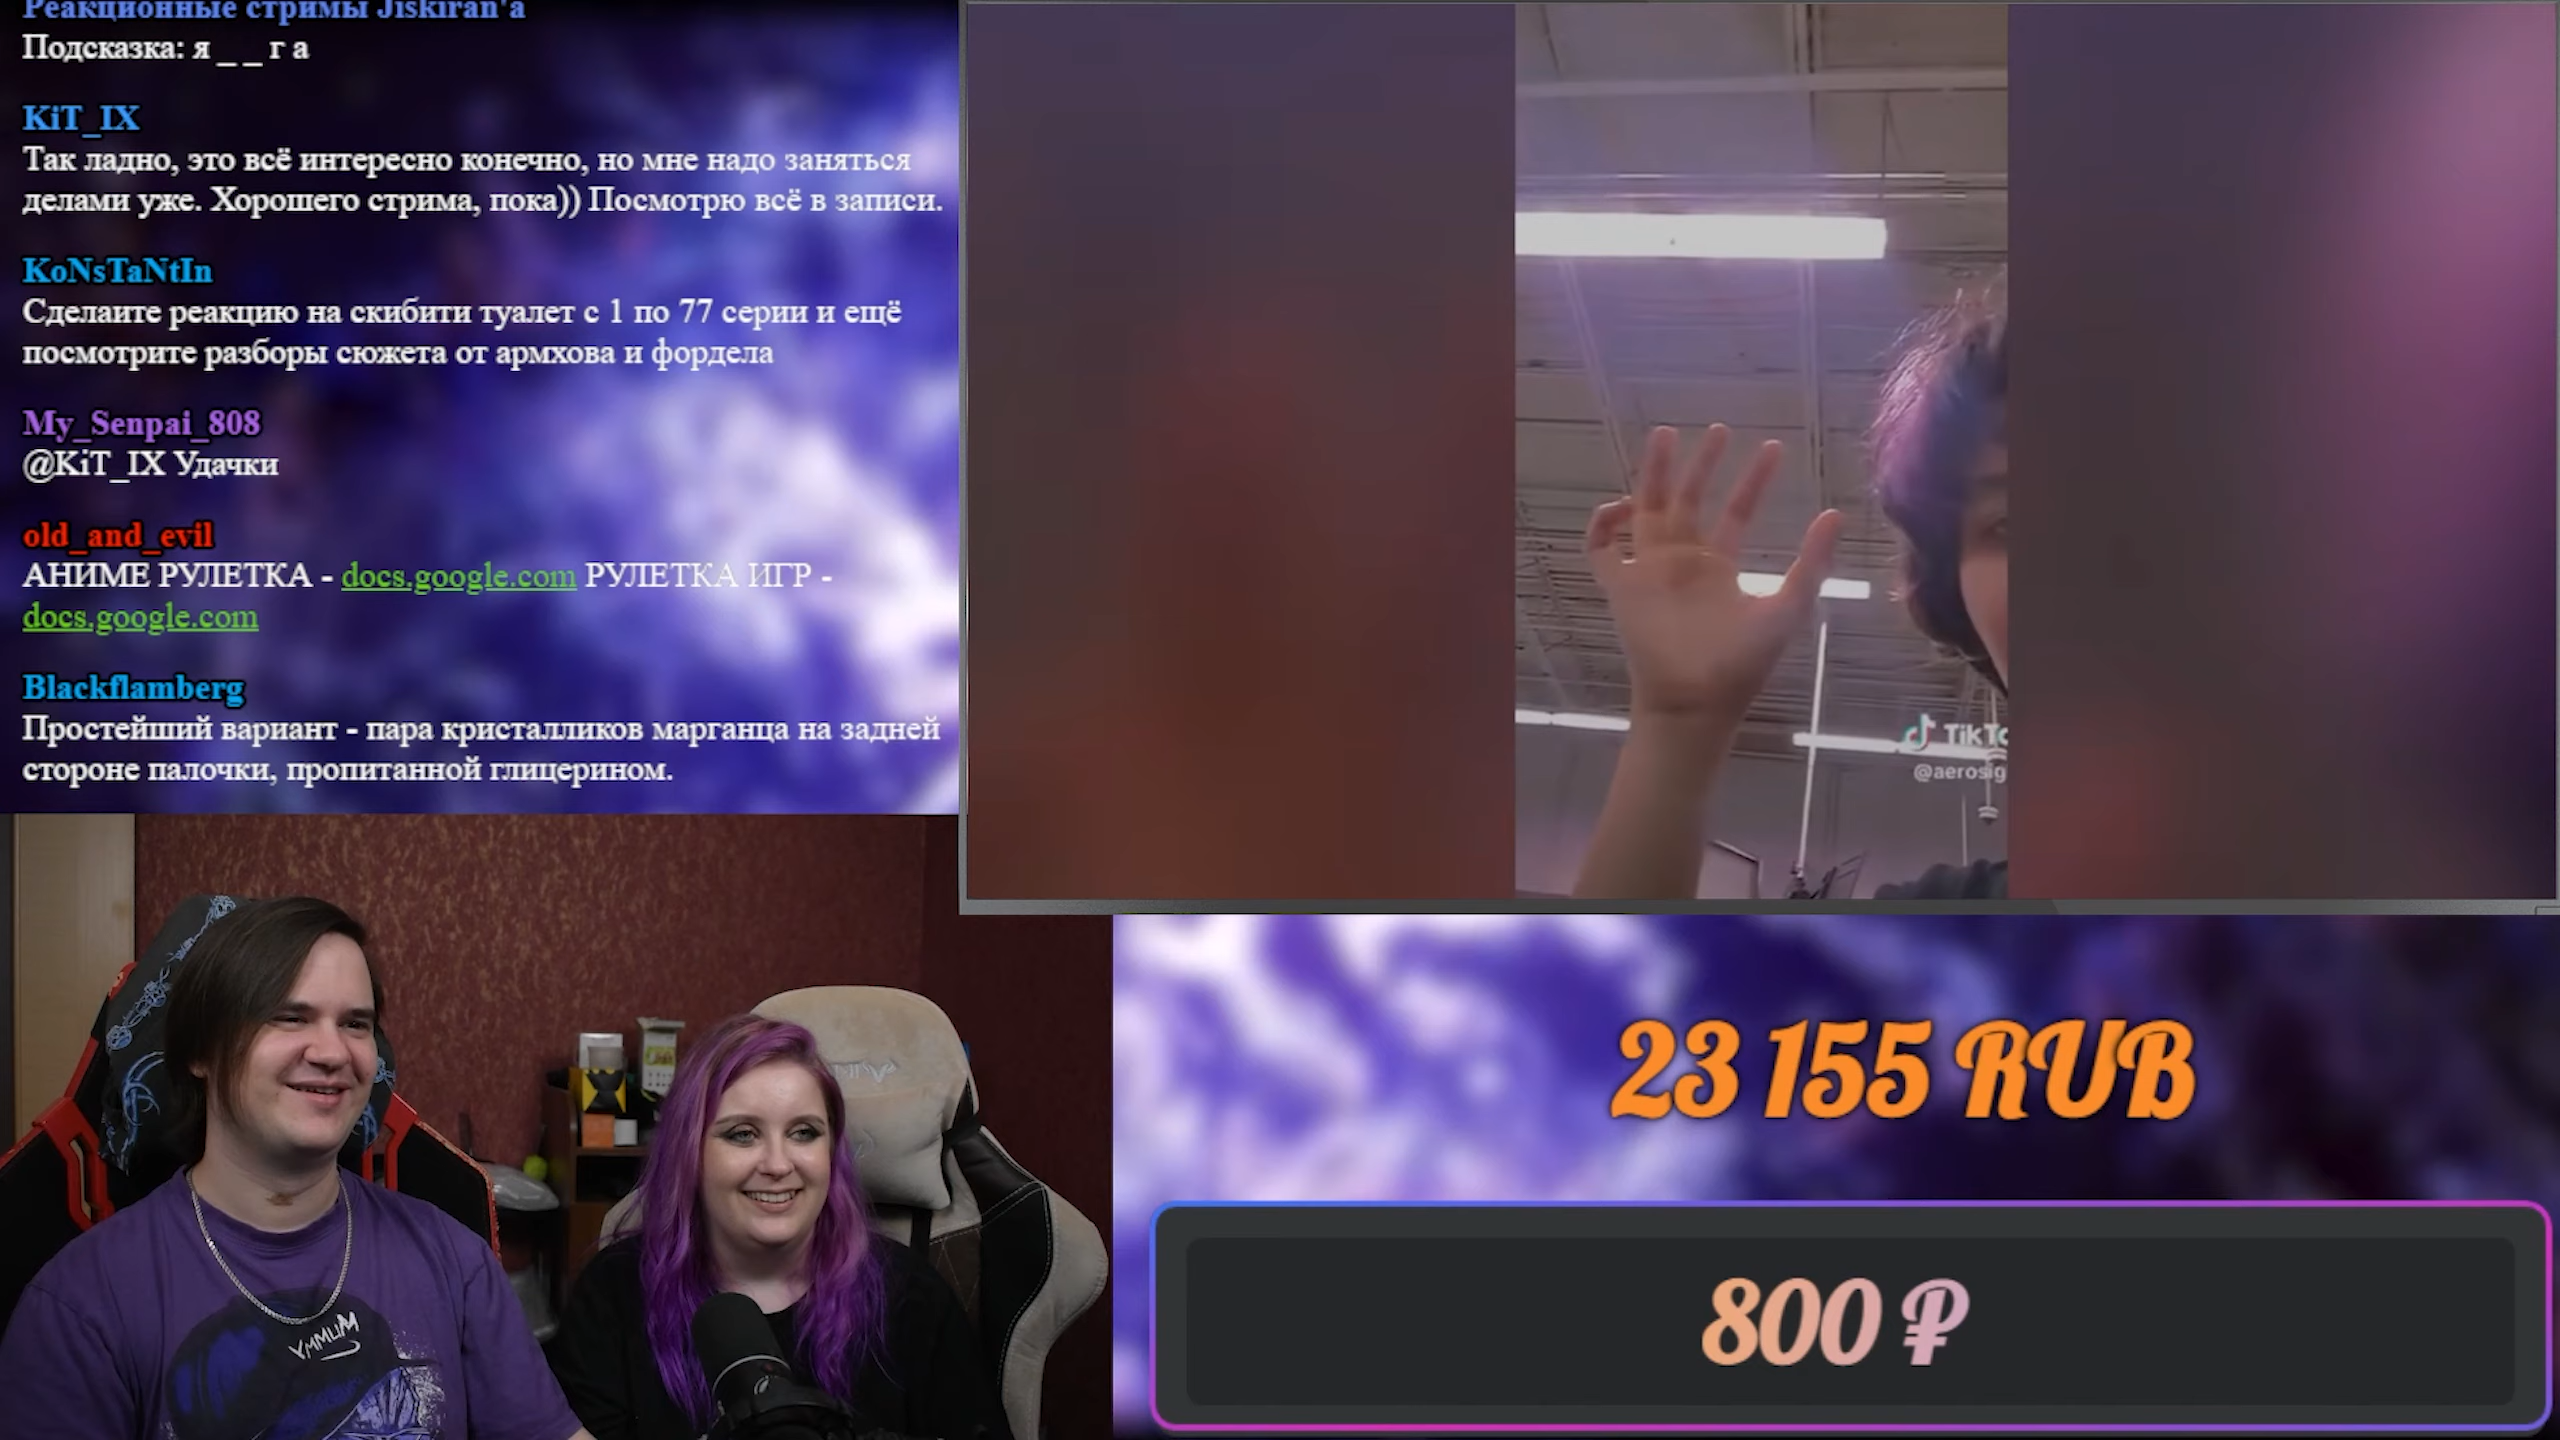 Реакционные стримы Jiskiran'a
Подсказка: я _ _ г а
KiT_IX
Так ладно, это всё интересно конечно, но мне надо заняться
делами уже. Хорошего стрима, пока)) Посмотрю всё в записи.
KoNsTaNtIn
Сделаите реакцию на скибити туалет с 1 по 77 серии и ещё
посмотрите разборы сюжета от армхова и фордела
My_Senpai_808
@KiT_IX Удачки
old_and_evil
АНИМЕ РУЛЕТКА - docs.google.com РУЛЕТКА ИГР -
docs.google.com
Blackflamberg
Простейший вариант - пара кристалликов марганца на задней
стороне палочки, пропитанной глицерином.
TikTo
@aerosig
23 155 RUB
800 ₽